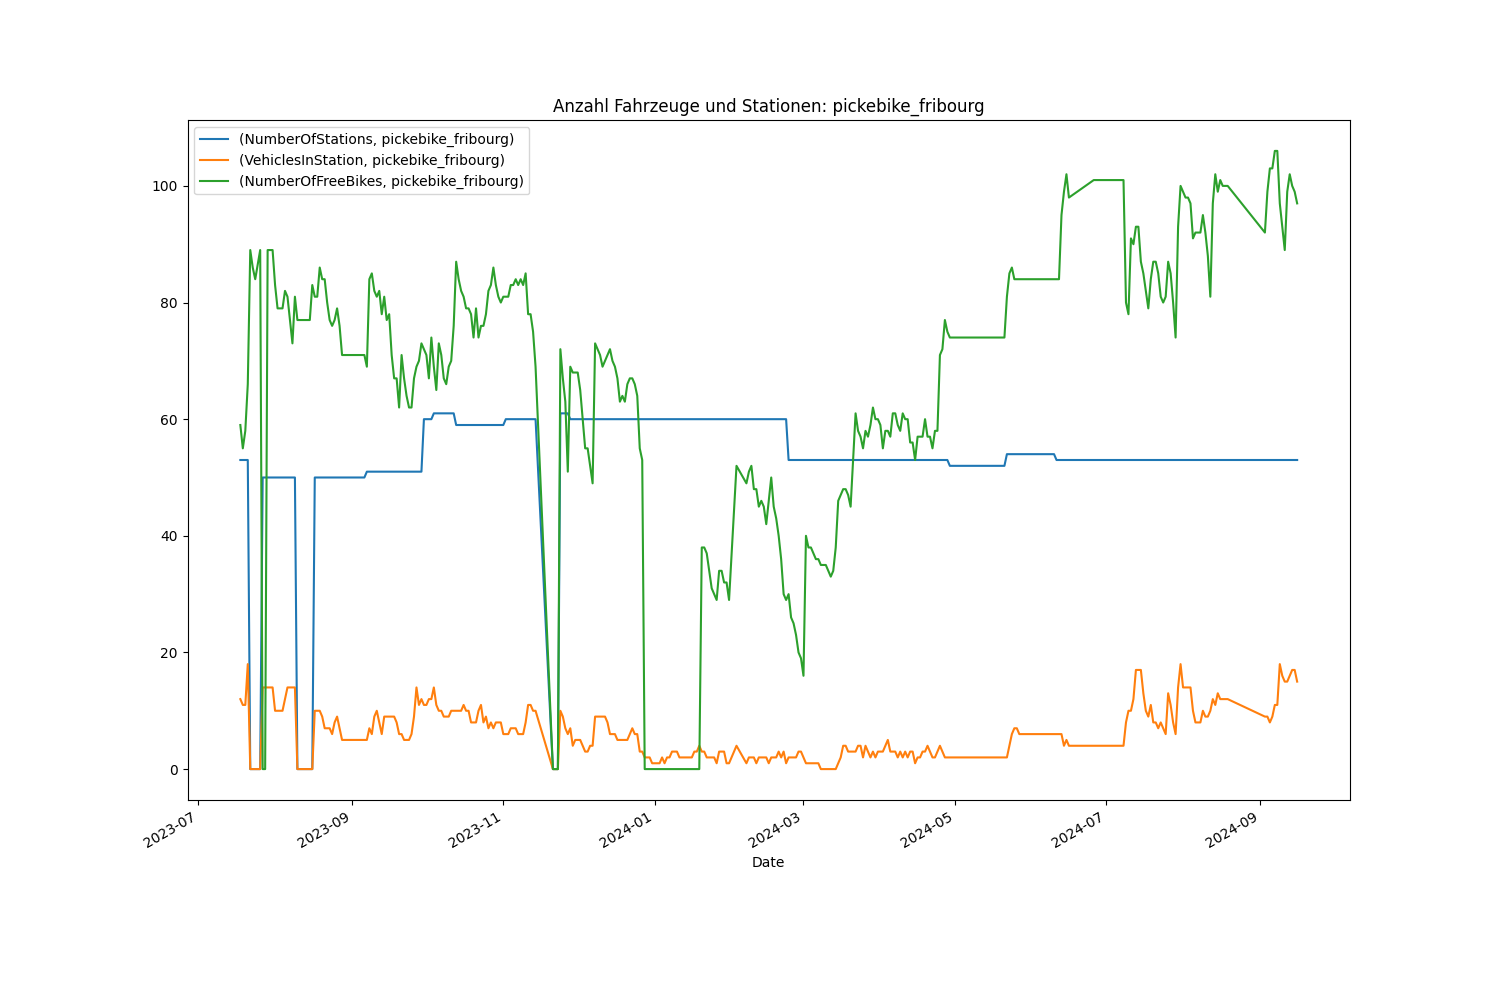 Anzahl Fahrzeuge und Stationen: pickebike_fribourg
(NumberOfStations, pickebike_fribourg)
(VehiclesInStation, pickebike_fribourg)
(NumberOfFreeBikes, pickebike_fribourg)
100
80
60
40
20
0
2023-07
2023-09
2023-11
2024-01
2024-03
2024-05
2024-07
2024-09
Date